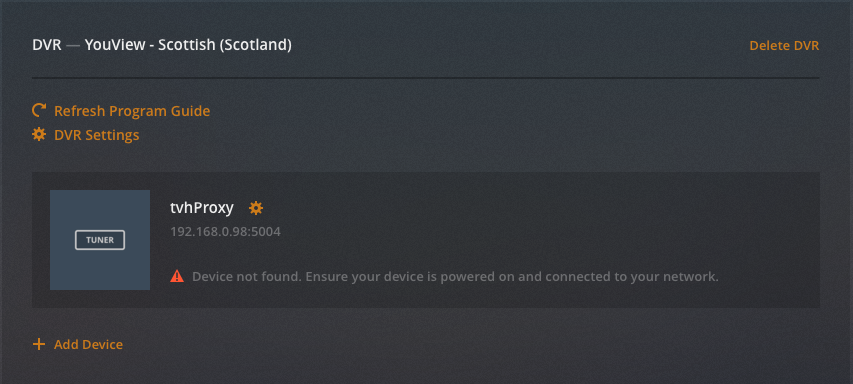 DVR — YouView - Scottish (Scotland)
Delete DVR
Refresh Program Guide
DVR Settings
TUNER
tvhProxy
192.168.0.98:5004
Device not found. Ensure your device is powered on and connected to your network.
Add Device